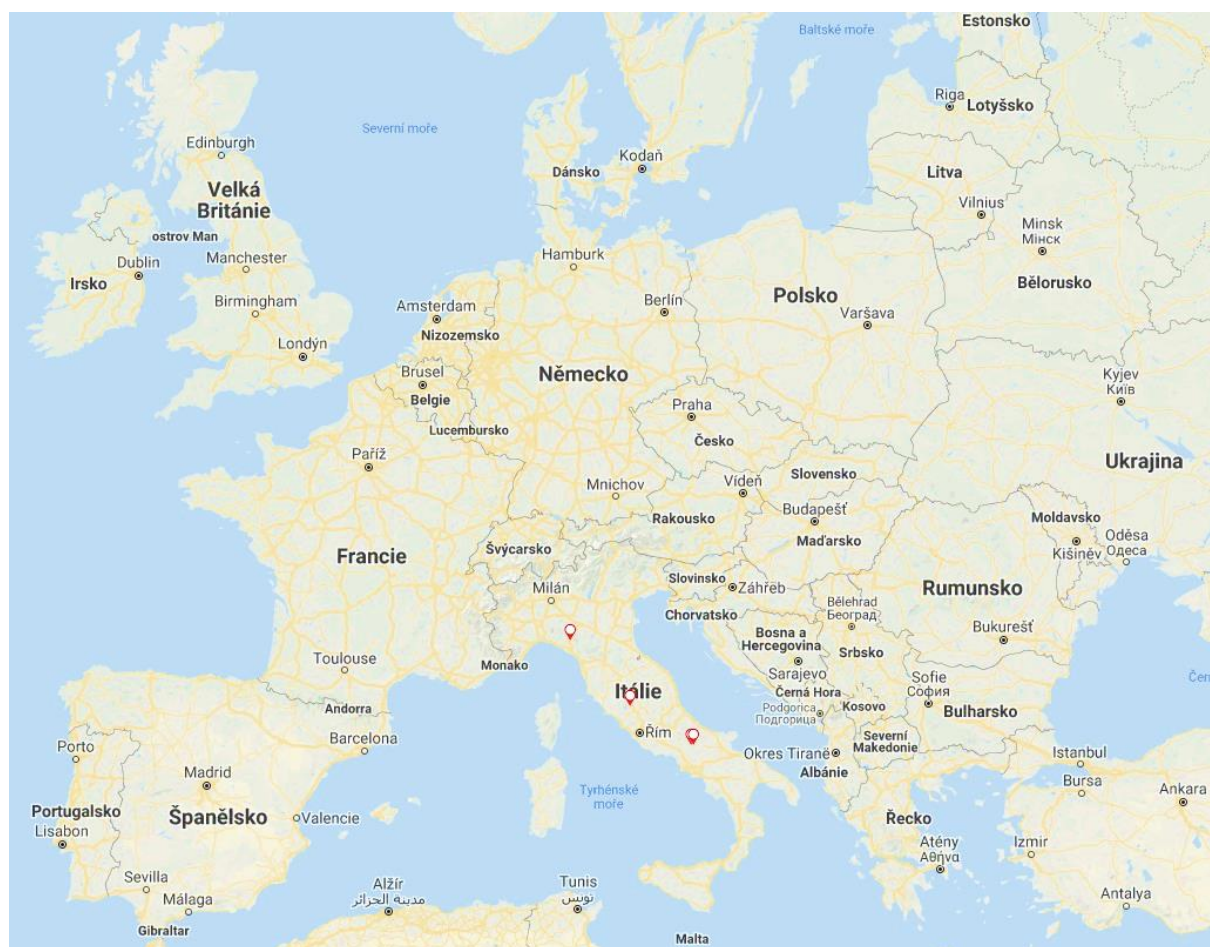 Estonsko
Baltské moře
Riga
Lotyšsko
Severní moře
Edinburgh
Kodaň
Dánsko
Litva
Velká
Británie
Vilnius
Minsk
Мінск
ostrov Man
Dublin
Manchester
Irsko
Hamburk
Bělorusko
Birmingham
Amsterdam
Berlín
Polsko
Varšava
Nizozemsko
Londýn
Brusel
Belgie
Německo
Kyjev
Київ
Praha
Česko
Lucembursko
Paříž
Ukrajina
Slovensko
Mnichov
Vídeň
Rakousko
Budapešť
Maďarsko
Moldavsko
Kišiněv
Oděsa
Одеса
Francie
Švýcarsko
Slovinsko
Záhřeb
Milán
Rumunsko
Chorvatsko
Bělehrad
Београд
Bosna a
Hercegovina
Srbsko
Bukurešť
Monako
Toulouse
Sarajevo
Sofie
София
Itálie
Andorra
Černá Hora
Podgorica
Подгорица
Kosovo
Bulharsko
Čern
Porto
Barcelona
Řím
Severní
Makedonie
Okres Tiranë
Albánie
Istanbul
Bursa
Ankara
Madrid
Tyrhénské
moře
Portugalsko
Lisabon
Španělsko
Valencie
Řecko
Atény
Αθήνα
Izmir
Sevilla
Málaga
Gibraltar
Alžír
مدينة الجزائر
Tunis
تونس
Antalya
Malta